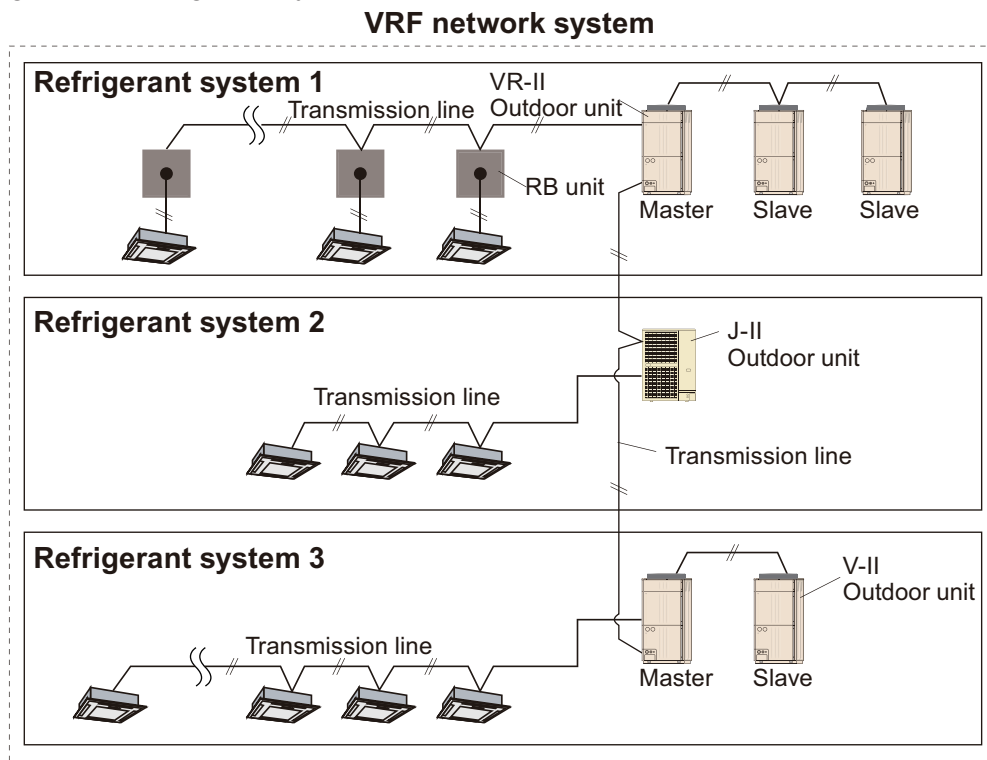 VRF network system
Refrigerant system 1
VR-II
Outdoor unit
Transmission line
RB unit
Master
Slave
Slave
Refrigerant system 2
J-II
Outdoor unit
Transmission line
Transmission line
Refrigerant system 3
V-II
Outdoor unit
Transmission line
Master
Slave